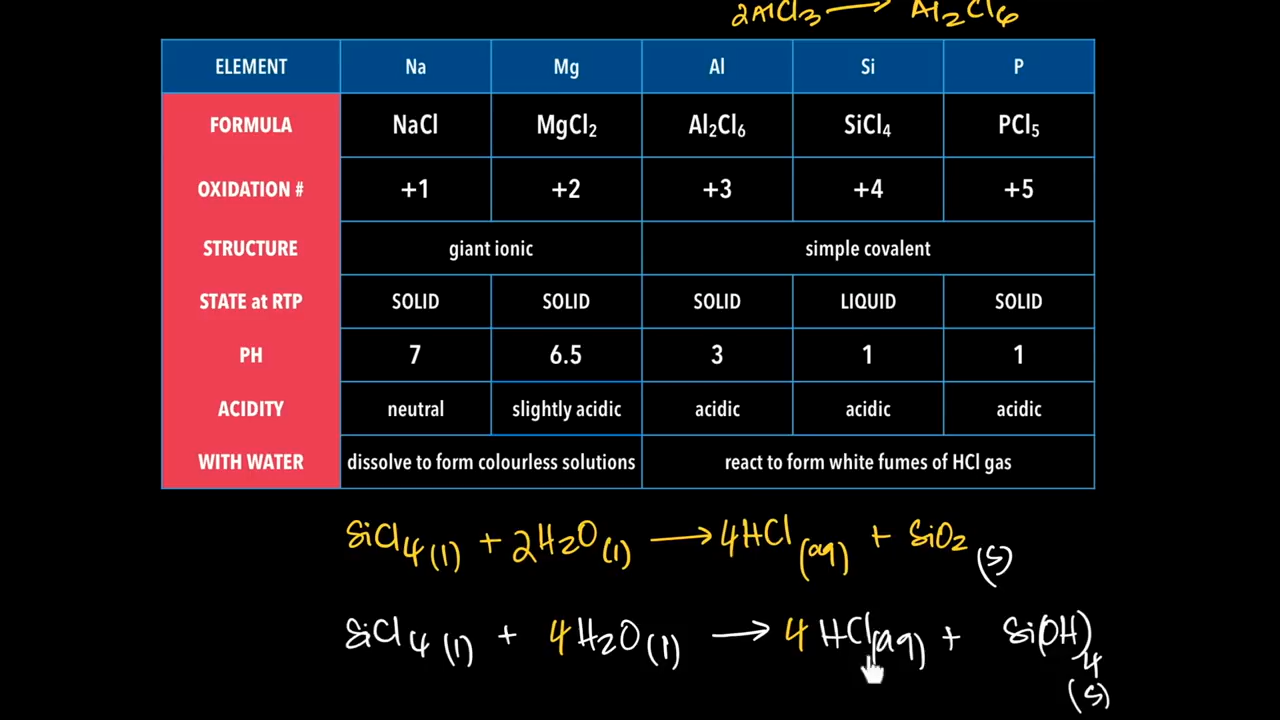 2AlCl3 ⟶ Al2Cl6
ELEMENT Na Mg Al Si P
FORMULA NaCl MgCl₂ Al₂Cl₆ SiCl₄ PCl₅
OXIDATION # +1 +2 +3 +4 +5
STRUCTURE giant ionic simple covalent
STATE at RTP SOLID SOLID SOLID LIQUID SOLID
PH 7 6.5 3 1 1
ACIDITY neutral slightly acidic acidic acidic acidic
WITH WATER dissolve to form colourless solutions react to form white fumes of HCl gas
SiCl4 (l) + 2H2O (l) ⟶ 4HCl (aq) + SiO2 (s)
SiCl4 (l) + 4H2O (l) ⟶ 4HCl (aq) + Si(OH)4 (s)